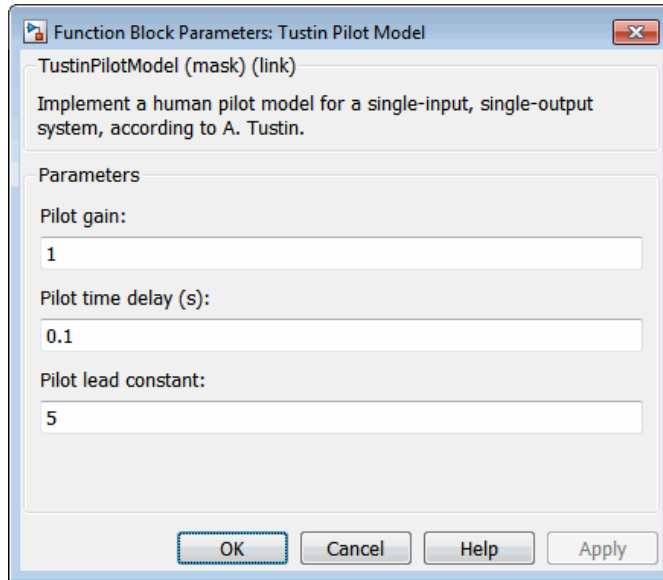 Function Block Parameters: Tustin Pilot Model
TustinPilotModel (mask) (link)
Implement a human pilot model for a single-input, single-output
system, according to A. Tustin.
Parameters
Pilot gain:
1
Pilot time delay (s):
0.1
Pilot lead constant:
5
OK Cancel Help Apply